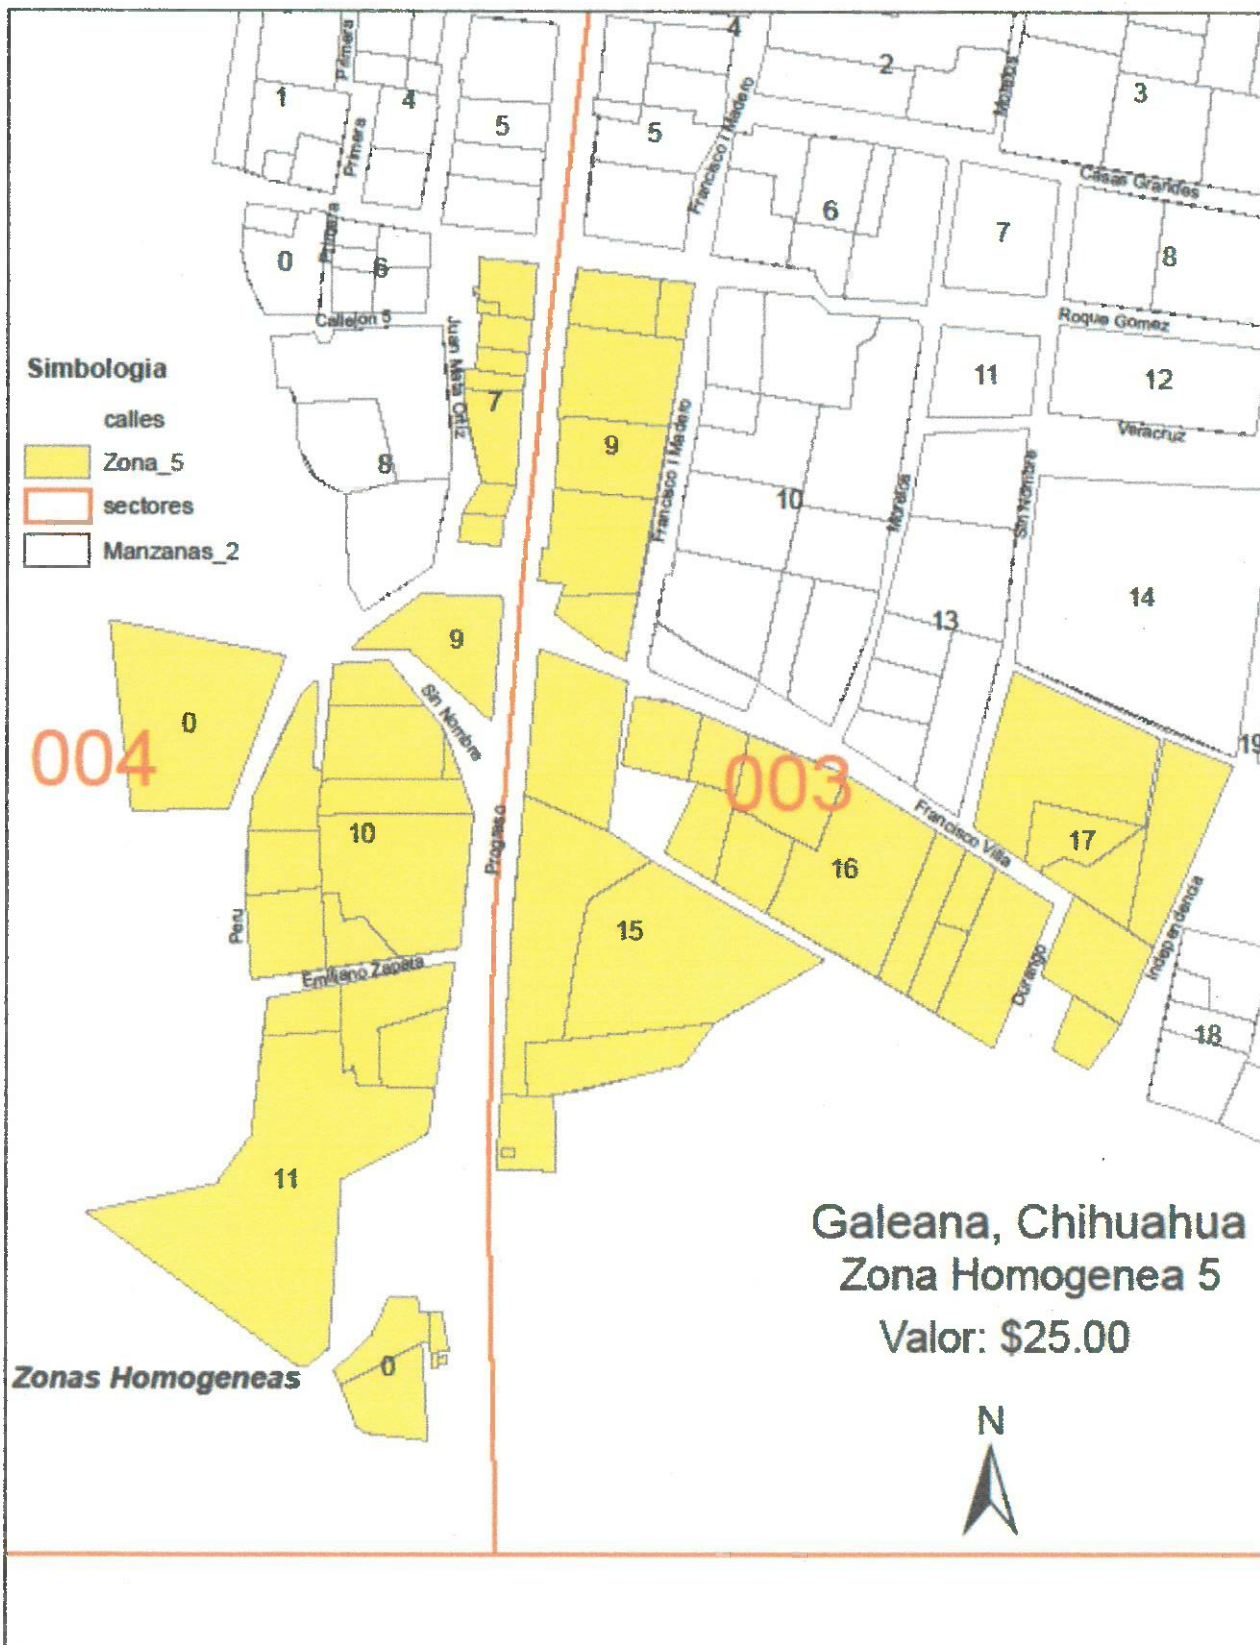 1
Primera
4
5
4
5
Francisco I Madero
2
Morelos
3
Primera
6
7
Casas Grandes
8
0
Primera
6
Callejon 5
Juan Mata Ortiz
Roque Gomez
11
12
Veracruz
Simbologia
calles
Zona_5
sectores
Manzanas_2
7
8
9
Francisco I Madero
10
Morelos
Sin Nombre
14
13
9
0
Sin Nombre
004
003
19
10
Progreso
Francisco Villa
17
16
15
Peru
Emiliano Zapata
Durango
Independencia
18
11
0
Galeana, Chihuahua
Zona Homogenea 5
Valor: $25.00
Zonas Homogeneas
N